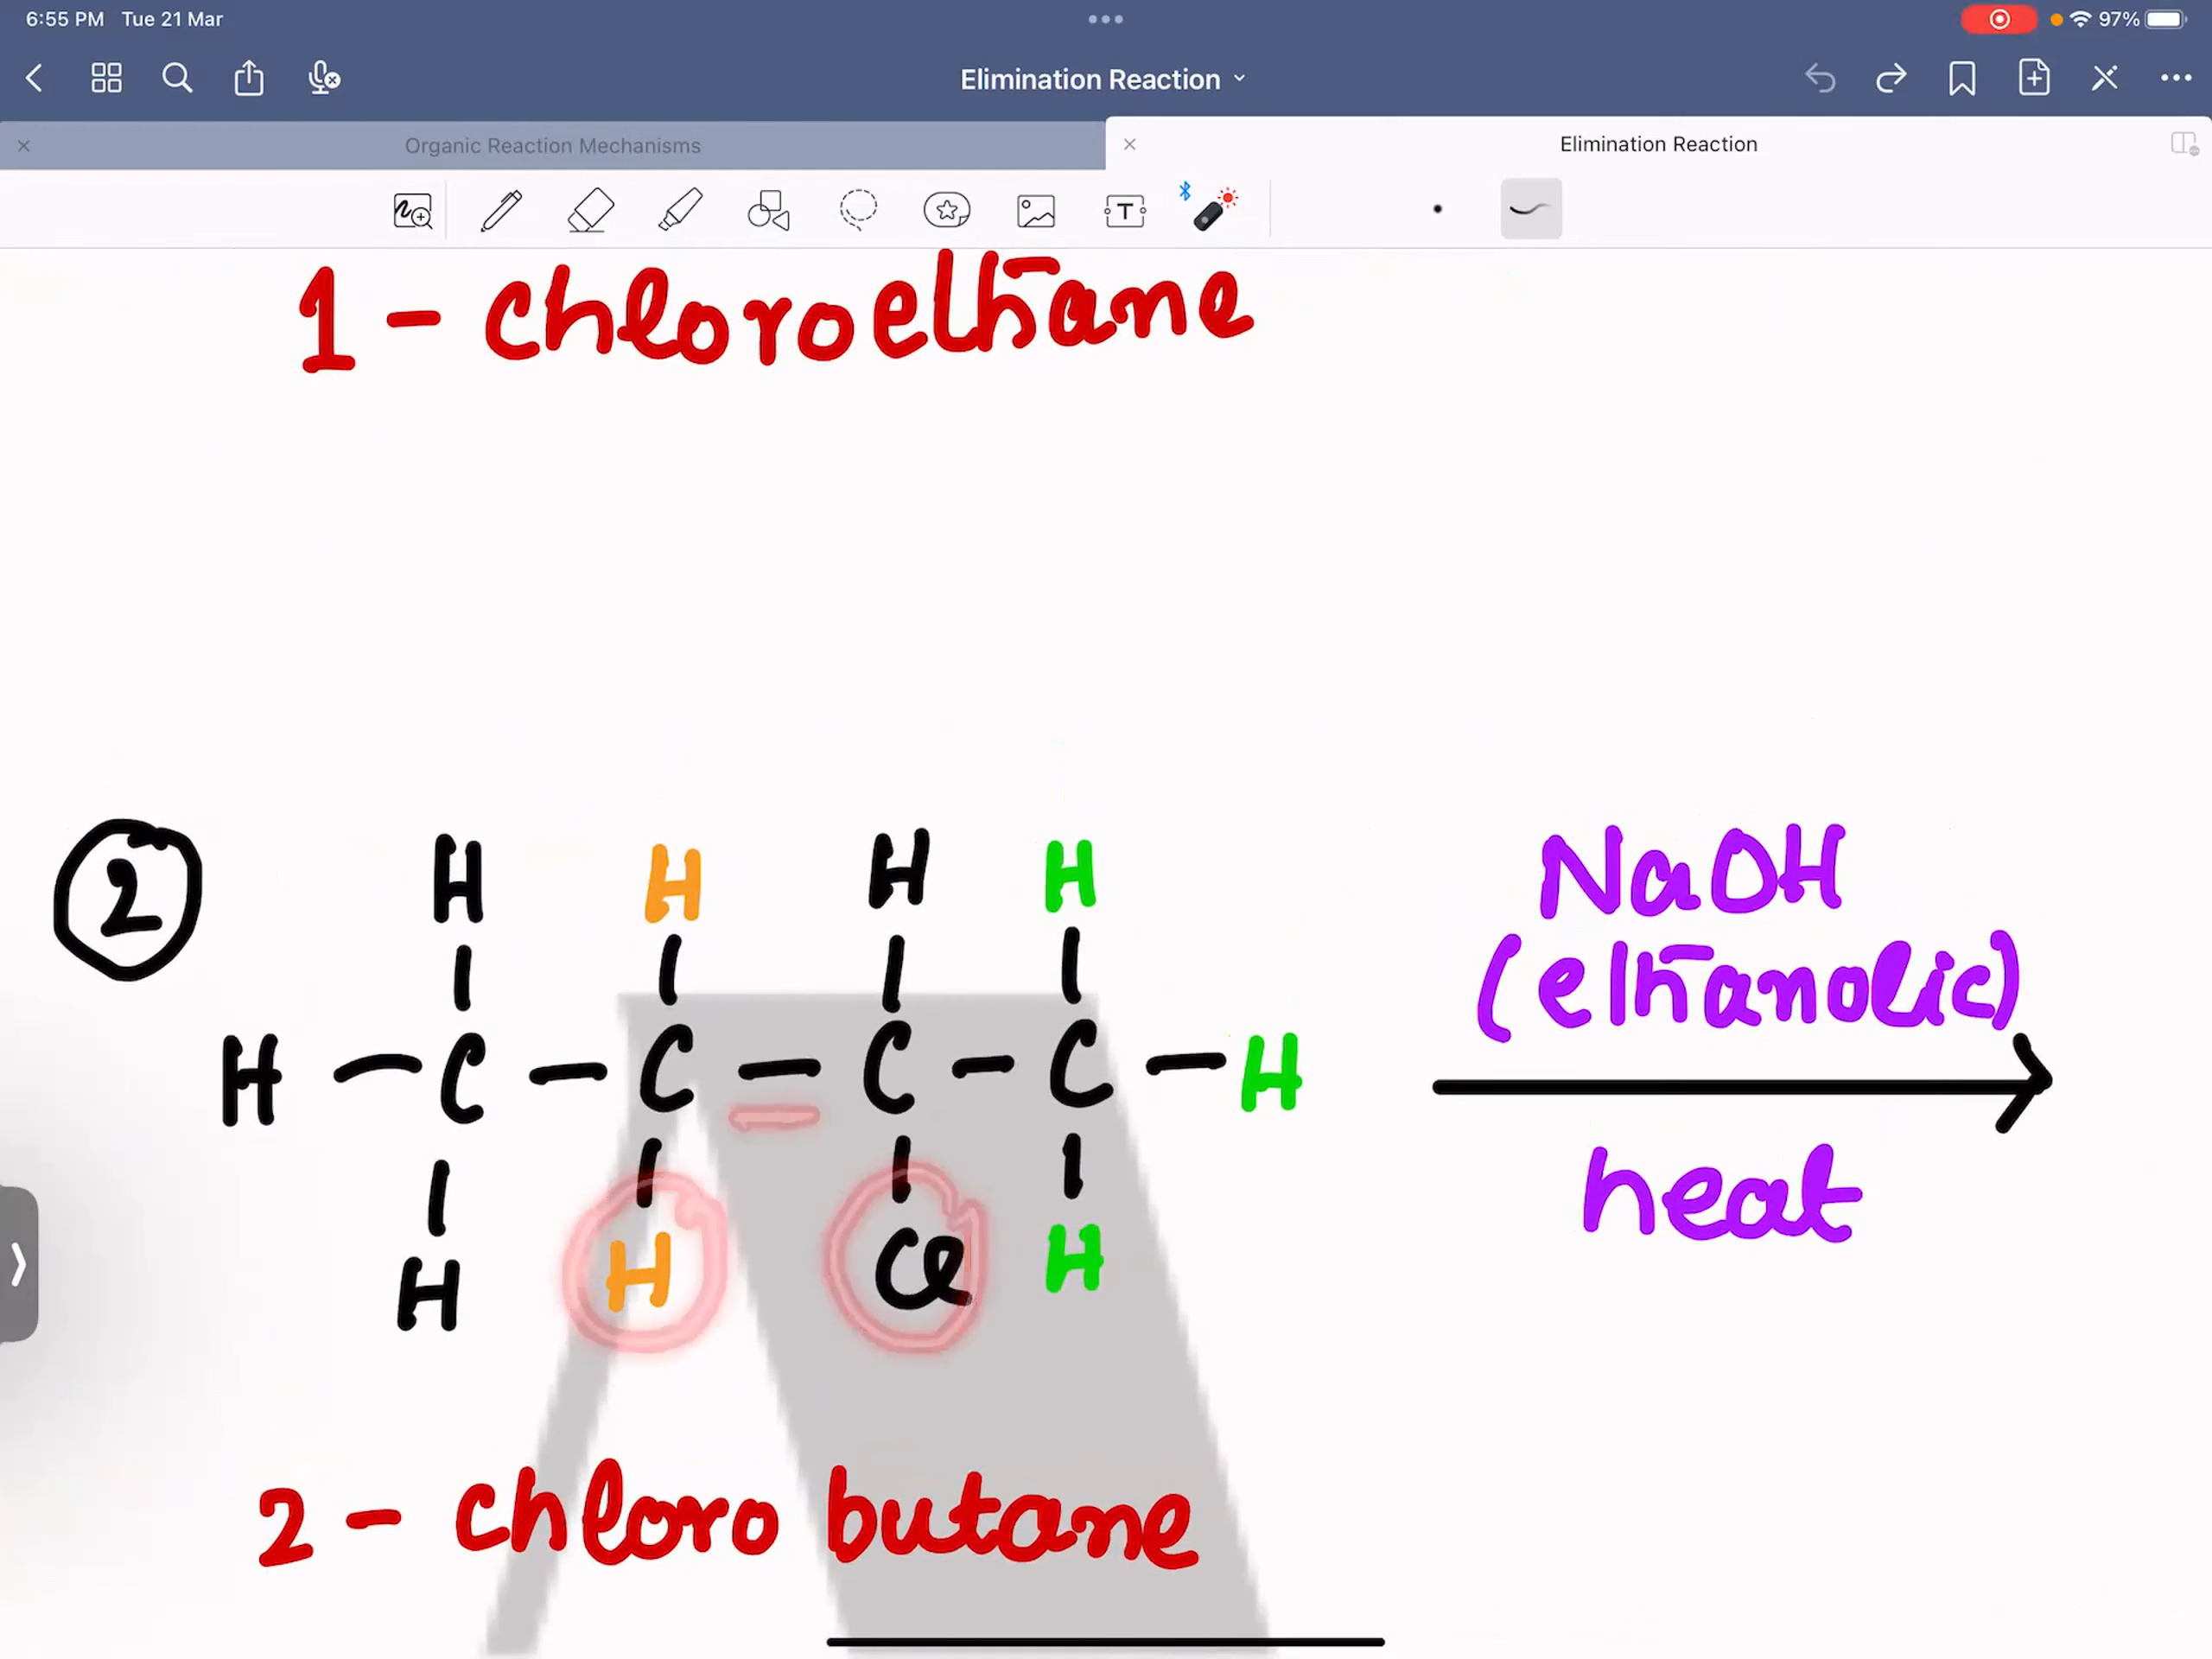 6:55 PM Tue 21 Mar
97%
Elimination Reaction
Organic Reaction Mechanisms
Elimination Reaction
T
1 - chloroethane
2
H H H H
H - C - C - C - C - H
H H Cl H
NaOH
(ethanolic)
heat
2 - chloro butane